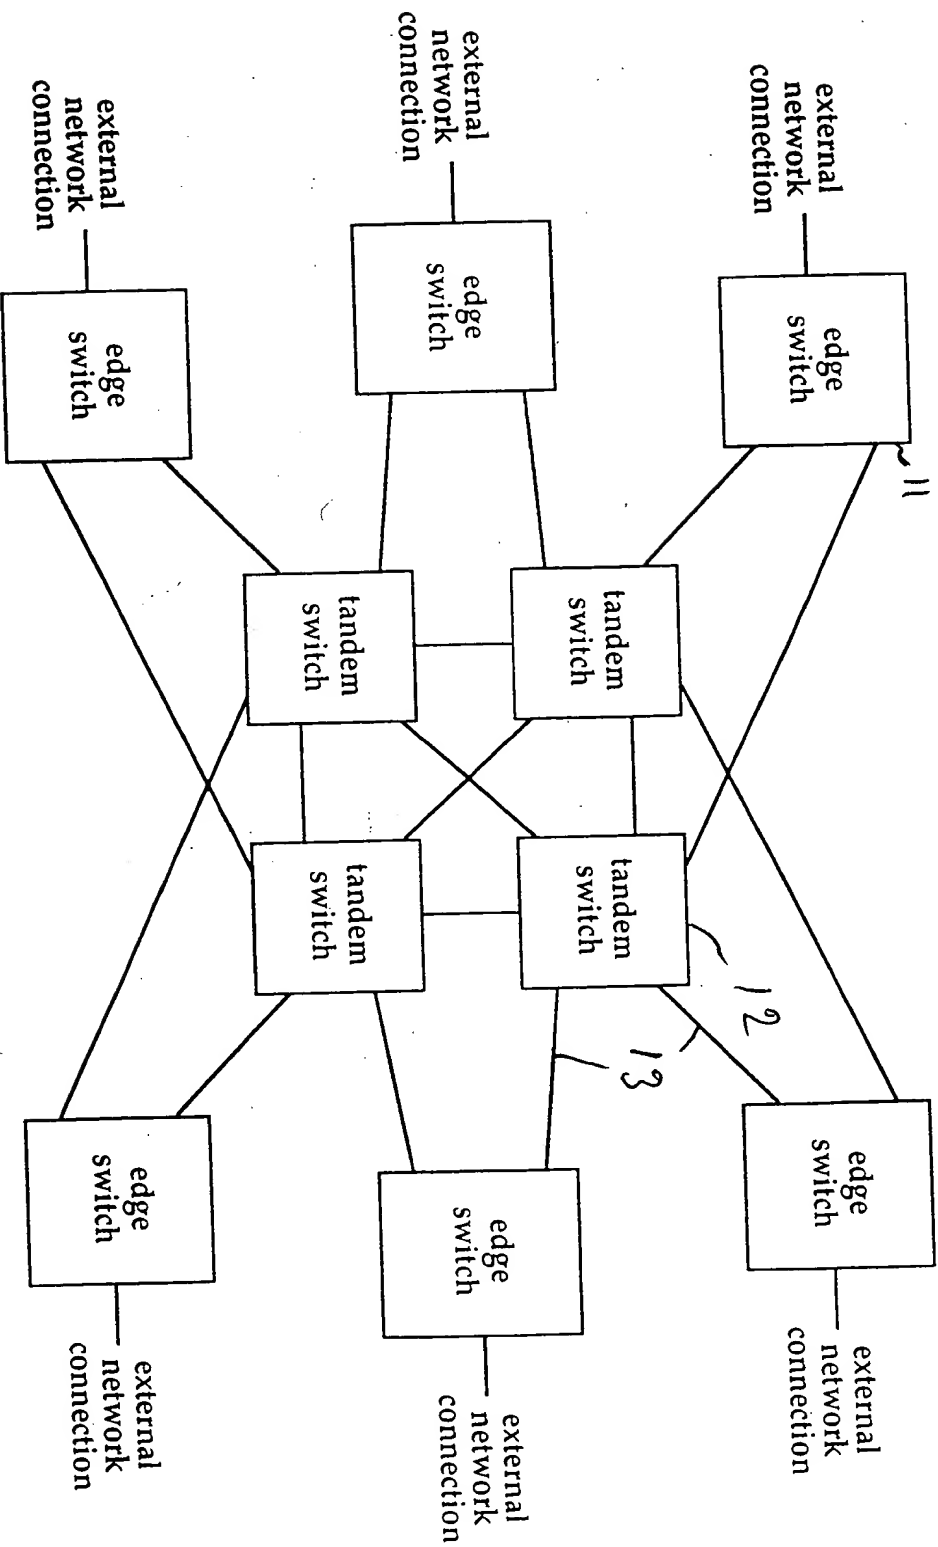 external
network
connection
edge
switch
11
external
network
connection
edge
switch
external
network
connection
edge
switch
tandem
switch
tandem
switch
tandem
switch
12
tandem
switch
13
edge
switch
external
network
connection
edge
switch
external
network
connection
edge
switch
external
network
connection